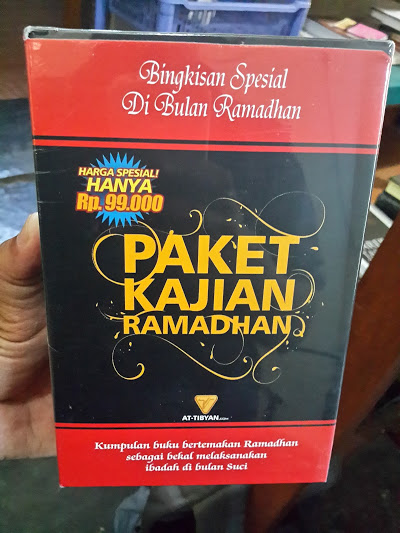 Bingkisan Spesial
Di Bulan Ramadhan
HARGA SPESIAL!
HANYA
Rp. 99.000
PAKET
KAJIAN
RAMADHAN
AT-TIBYAN.com
Kumpulan buku bertemakan Ramadhan
sebagai bekal melaksanakan
ibadah di bulan Suci